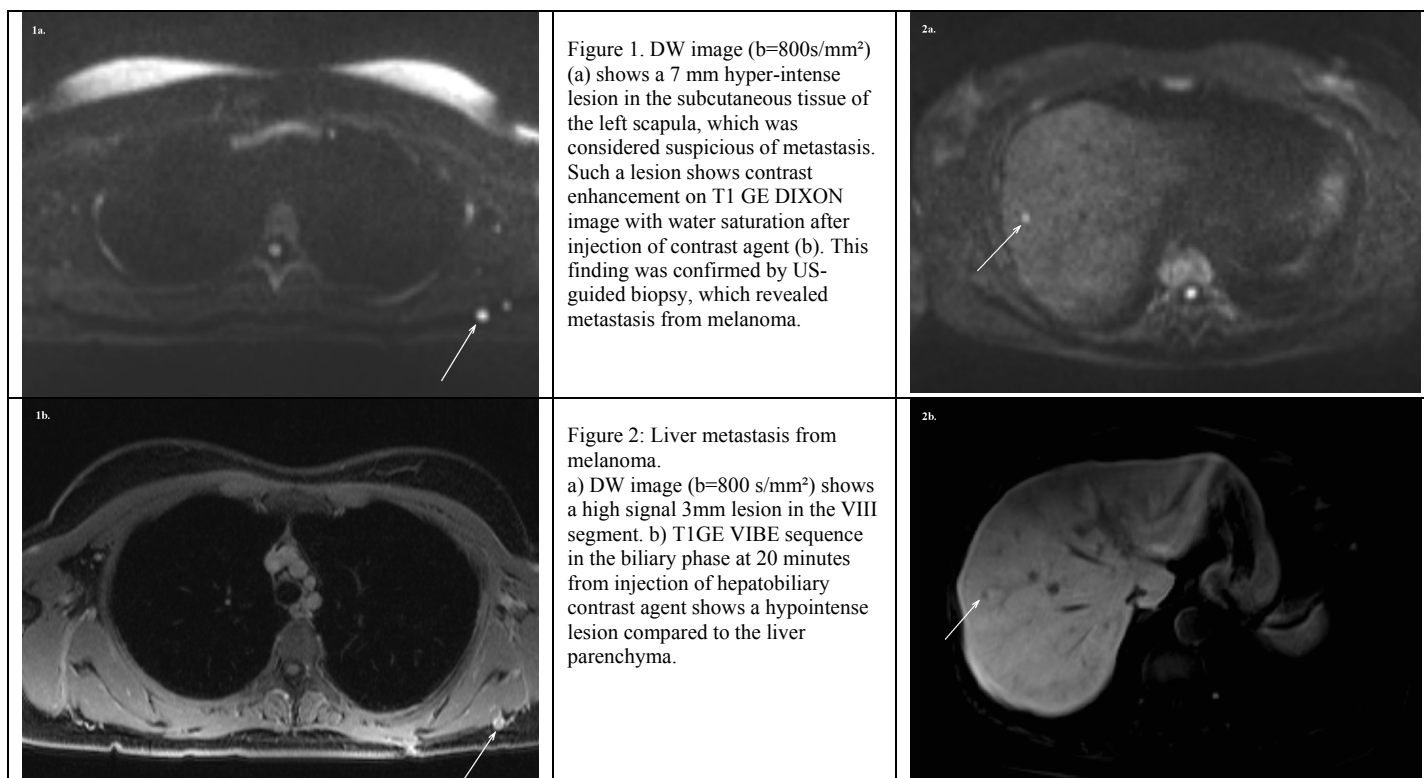 1a.
Figure 1. DW image (b=800s/mm²)
(a) shows a 7 mm hyper-intense
lesion in the subcutaneous tissue of
the left scapula, which was
considered suspicious of metastasis.
Such a lesion shows contrast
enhancement on T1 GE DIXON
image with water saturation after
injection of contrast agent (b). This
finding was confirmed by US-
guided biopsy, which revealed
metastasis from melanoma.
2a.
1b.
Figure 2: Liver metastasis from
melanoma.
a) DW image (b=800 s/mm²) shows
a high signal 3mm lesion in the VIII
segment. b) T1GE VIBE sequence
in the biliary phase at 20 minutes
from injection of hepatobiliary
contrast agent shows a hypointense
lesion compared to the liver
parenchyma.
2b.